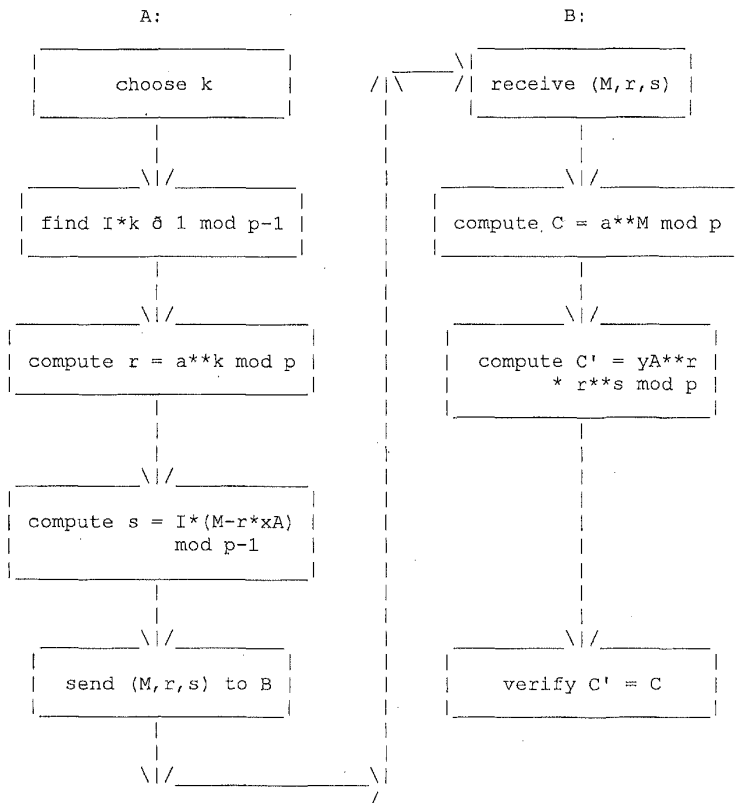 A:
choose k
find I*k ð 1 mod p-1
compute r = a**k mod p
compute s = I*(M-r*xA)
mod p-1
send (M,r,s) to B
B:
receive (M,r,s)
compute C = a**M mod p
compute C' = yA**r
* r**s mod p
verify C' = C